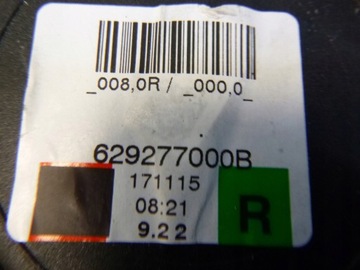 _008,0R / _000,0_
629277000B
171115
08:21
R
9.22